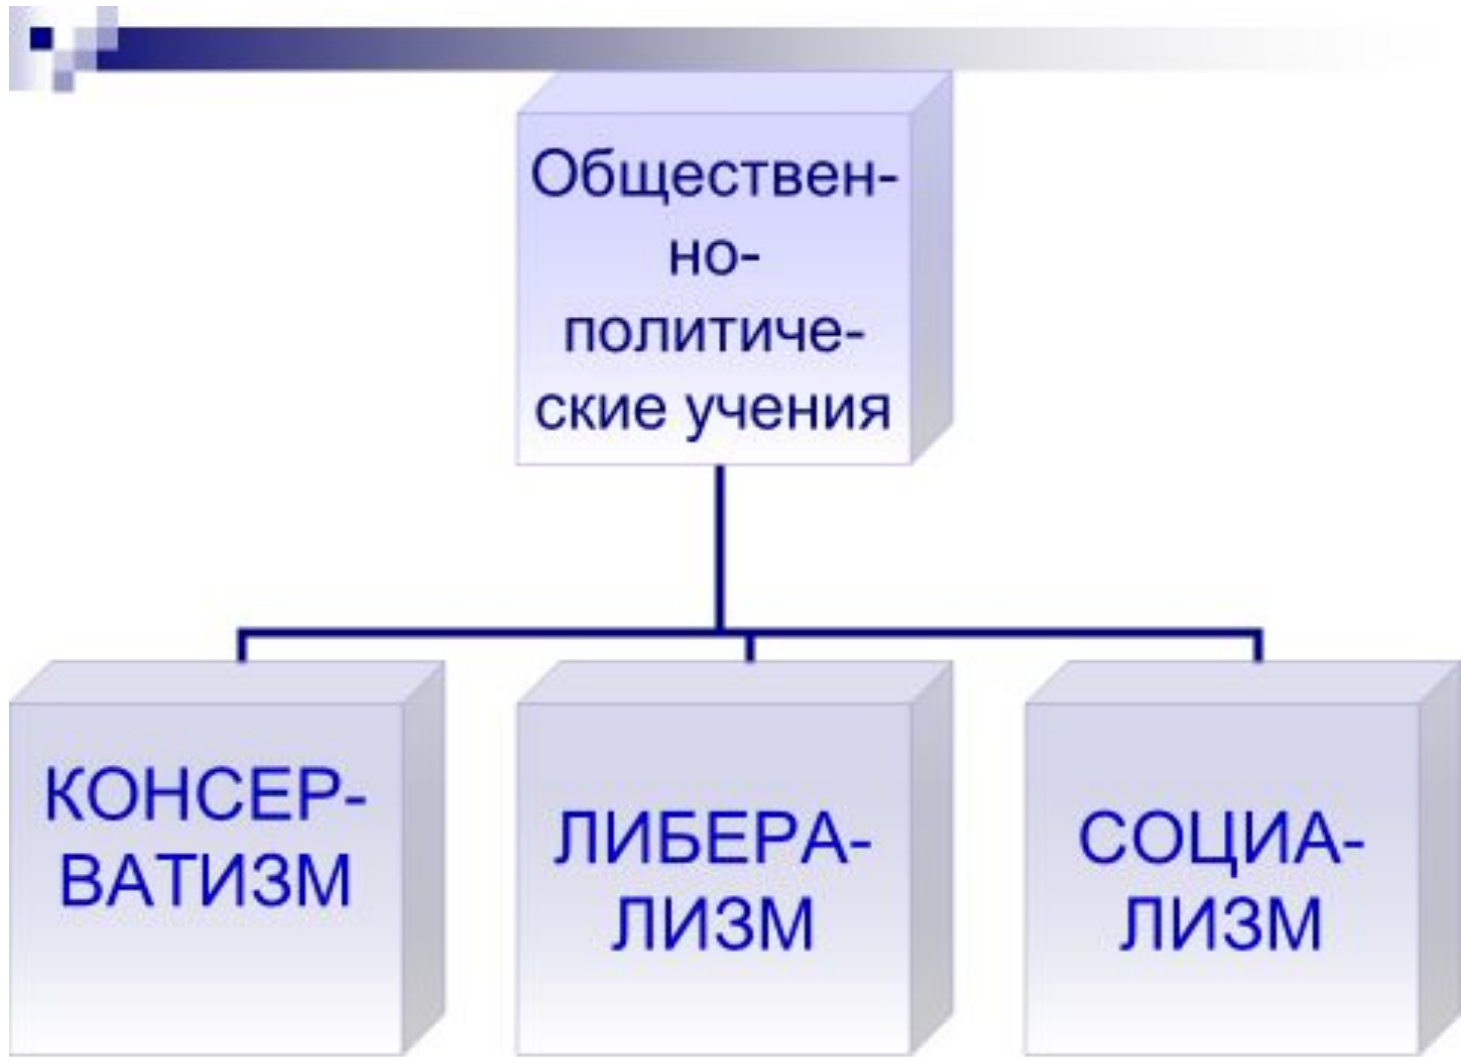 Обществен-
но-
политиче-
ские учения
КОНСЕР-
ВАТИЗМ
ЛИБЕРА-
ЛИЗМ
СОЦИА-
ЛИЗМ